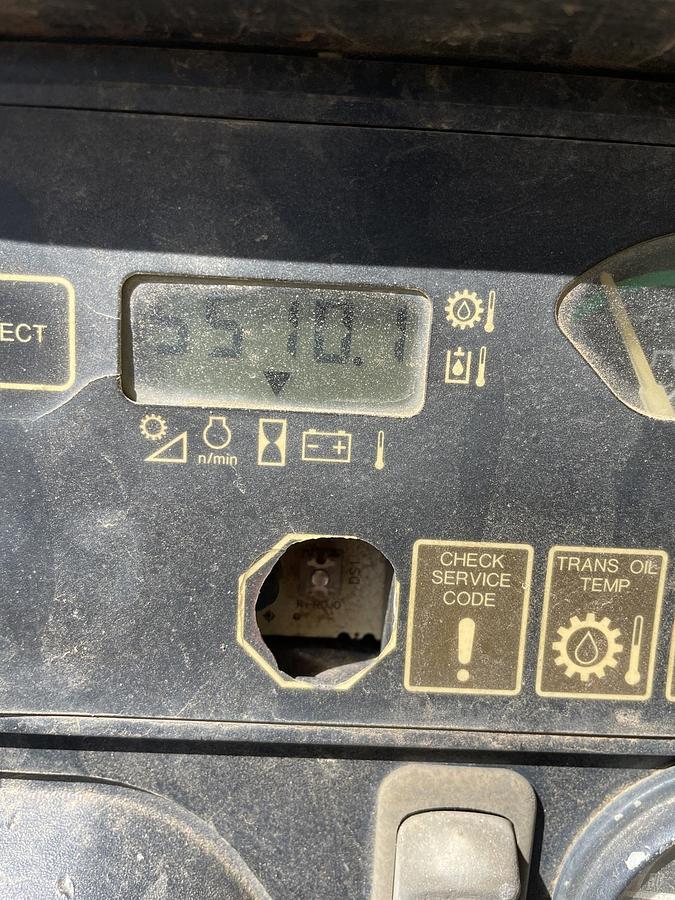 ECT
5510.1
n/min
CHECK
SERVICE
CODE
!
TRANS OIL
TEMP